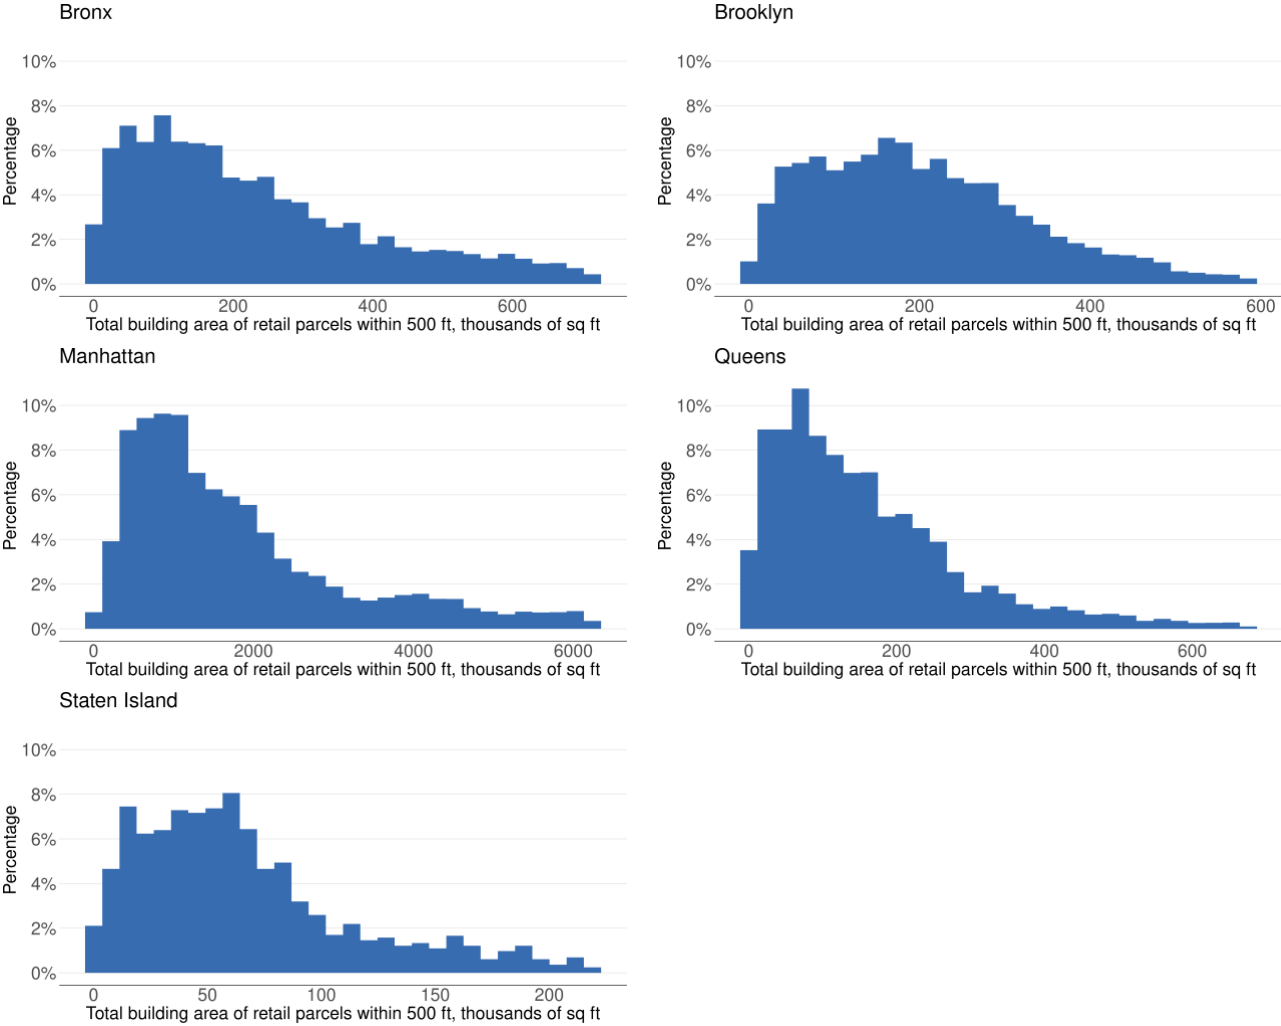 Bronx
10%
8%
6%
4%
2%
0%
Percentage
0 200 400 600
Total building area of retail parcels within 500 ft, thousands of sq ft
Brooklyn
10%
8%
6%
4%
2%
0%
Percentage
0 200 400 600
Total building area of retail parcels within 500 ft, thousands of sq ft
Manhattan
10%
8%
6%
4%
2%
0%
Percentage
0 2000 4000 6000
Total building area of retail parcels within 500 ft, thousands of sq ft
Queens
10%
8%
6%
4%
2%
0%
Percentage
0 200 400 600
Total building area of retail parcels within 500 ft, thousands of sq ft
Staten Island
10%
8%
6%
4%
2%
0%
Percentage
0 50 100 150 200
Total building area of retail parcels within 500 ft, thousands of sq ft